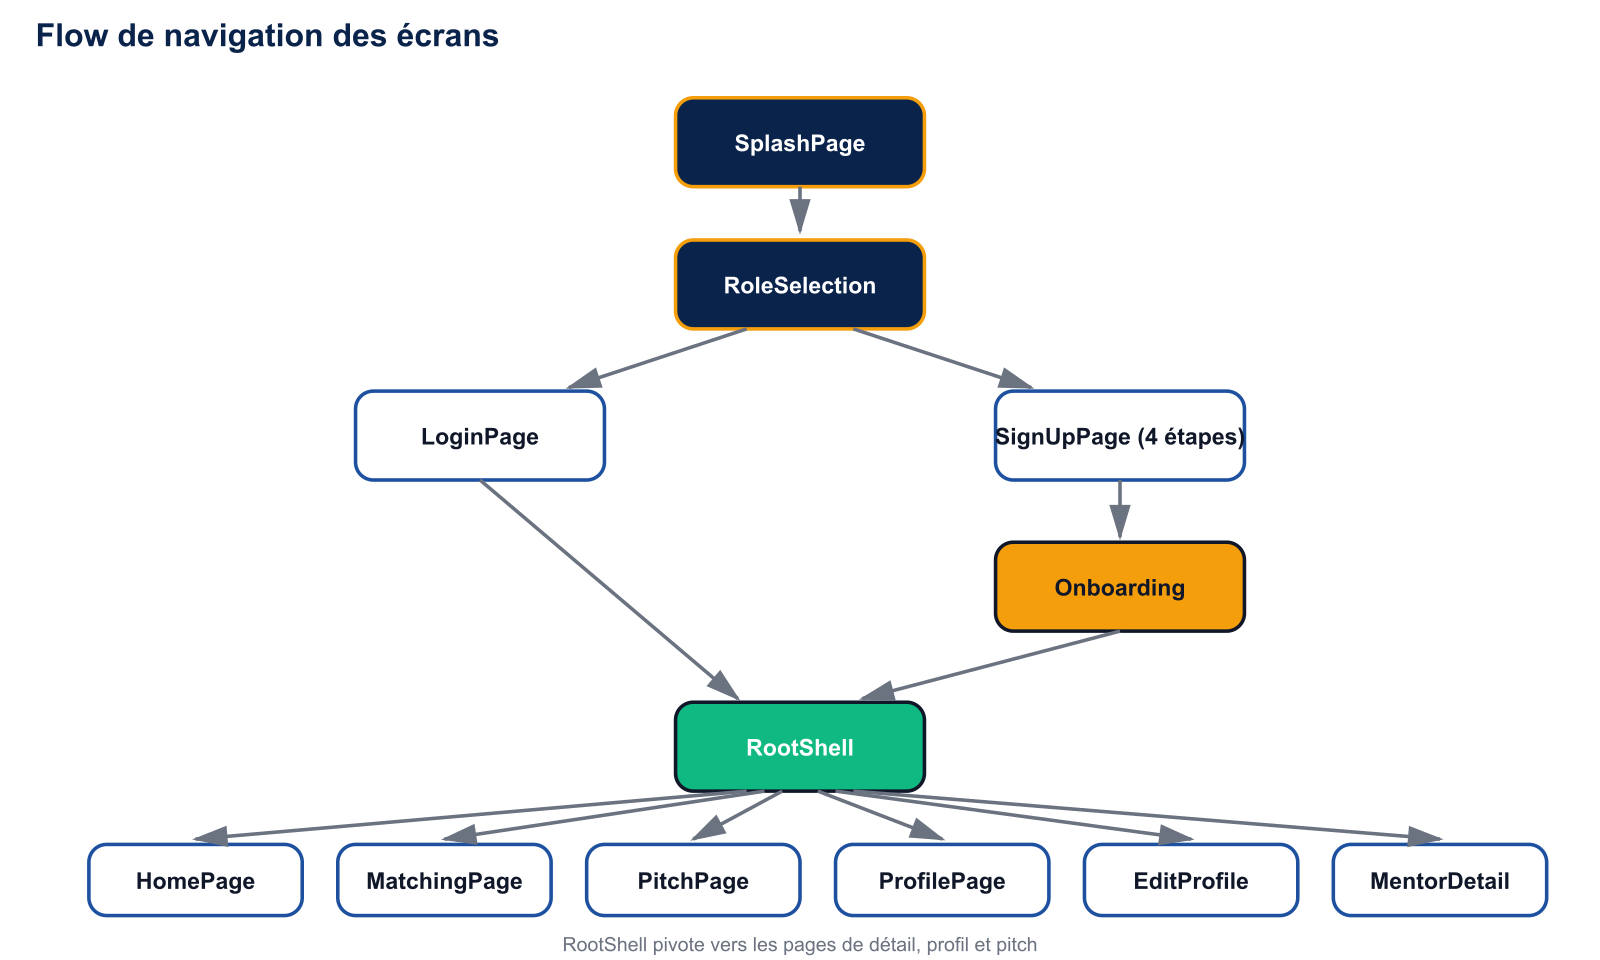 Flow de navigation des écrans
SplashPage
RoleSelection
LoginPage
SignUpPage (4 étapes)
Onboarding
RootShell
HomePage
MatchingPage
PitchPage
ProfilePage
EditProfile
MentorDetail
RootShell pivote vers les pages de détail, profil et pitch